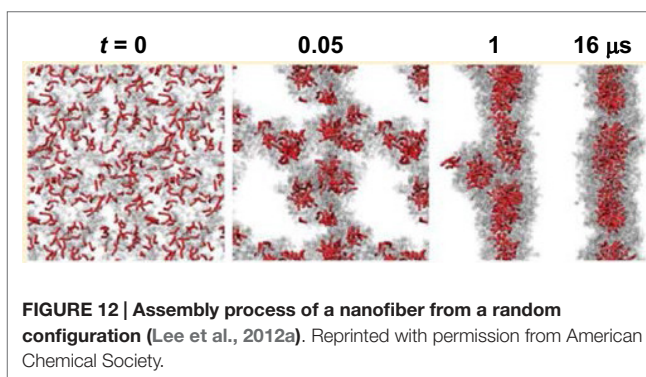 t = 0 0.05 1 16 μs
FIGURE 12 | Assembly process of a nanofiber from a random
configuration (Lee et al., 2012a). Reprinted with permission from American
Chemical Society.